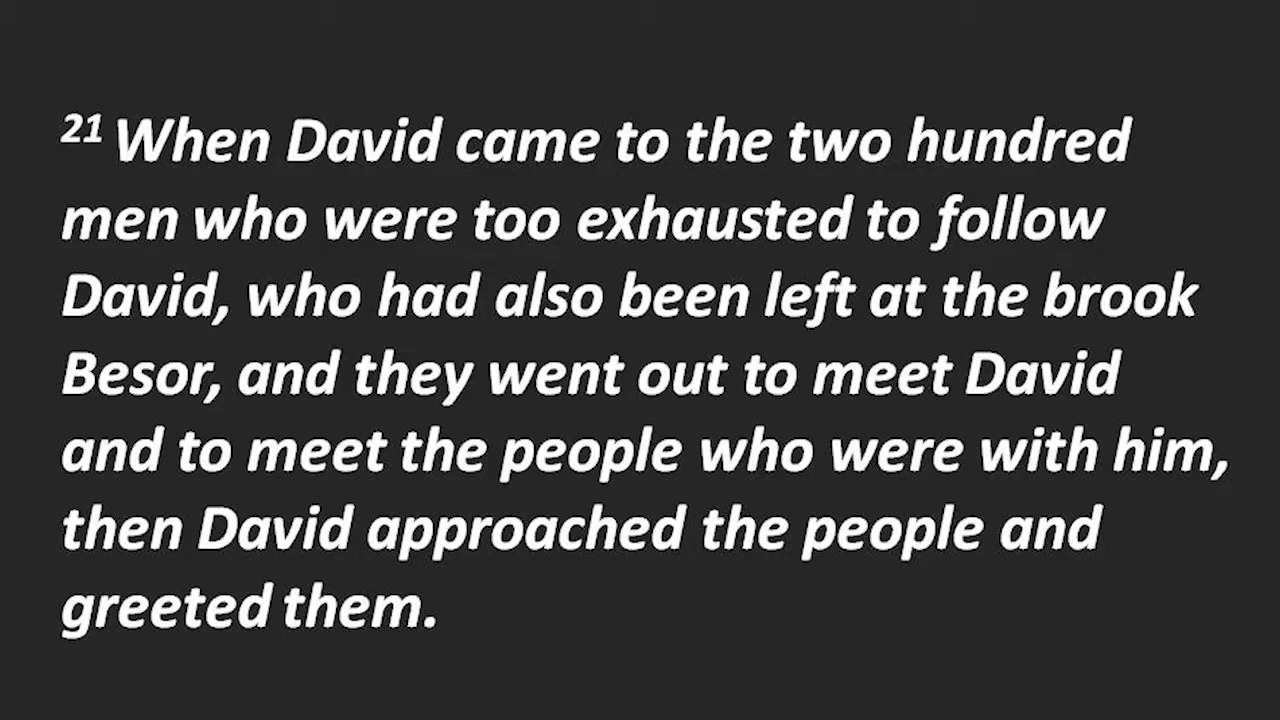 21 When David came to the two hundred
men who were too exhausted to follow
David, who had also been left at the brook
Besor, and they went out to meet David
and to meet the people who were with him,
then David approached the people and
greeted them.